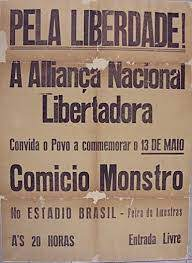 PELA LIBERDADE!
A Alliança Nacional
Libertadora
Convida o Povo a commemorar o 13 DE MAIO
Comicio Monstro
No ESTADIO BRASIL - Feira de Amostras
A'S 20 HORAS Entrada Livre